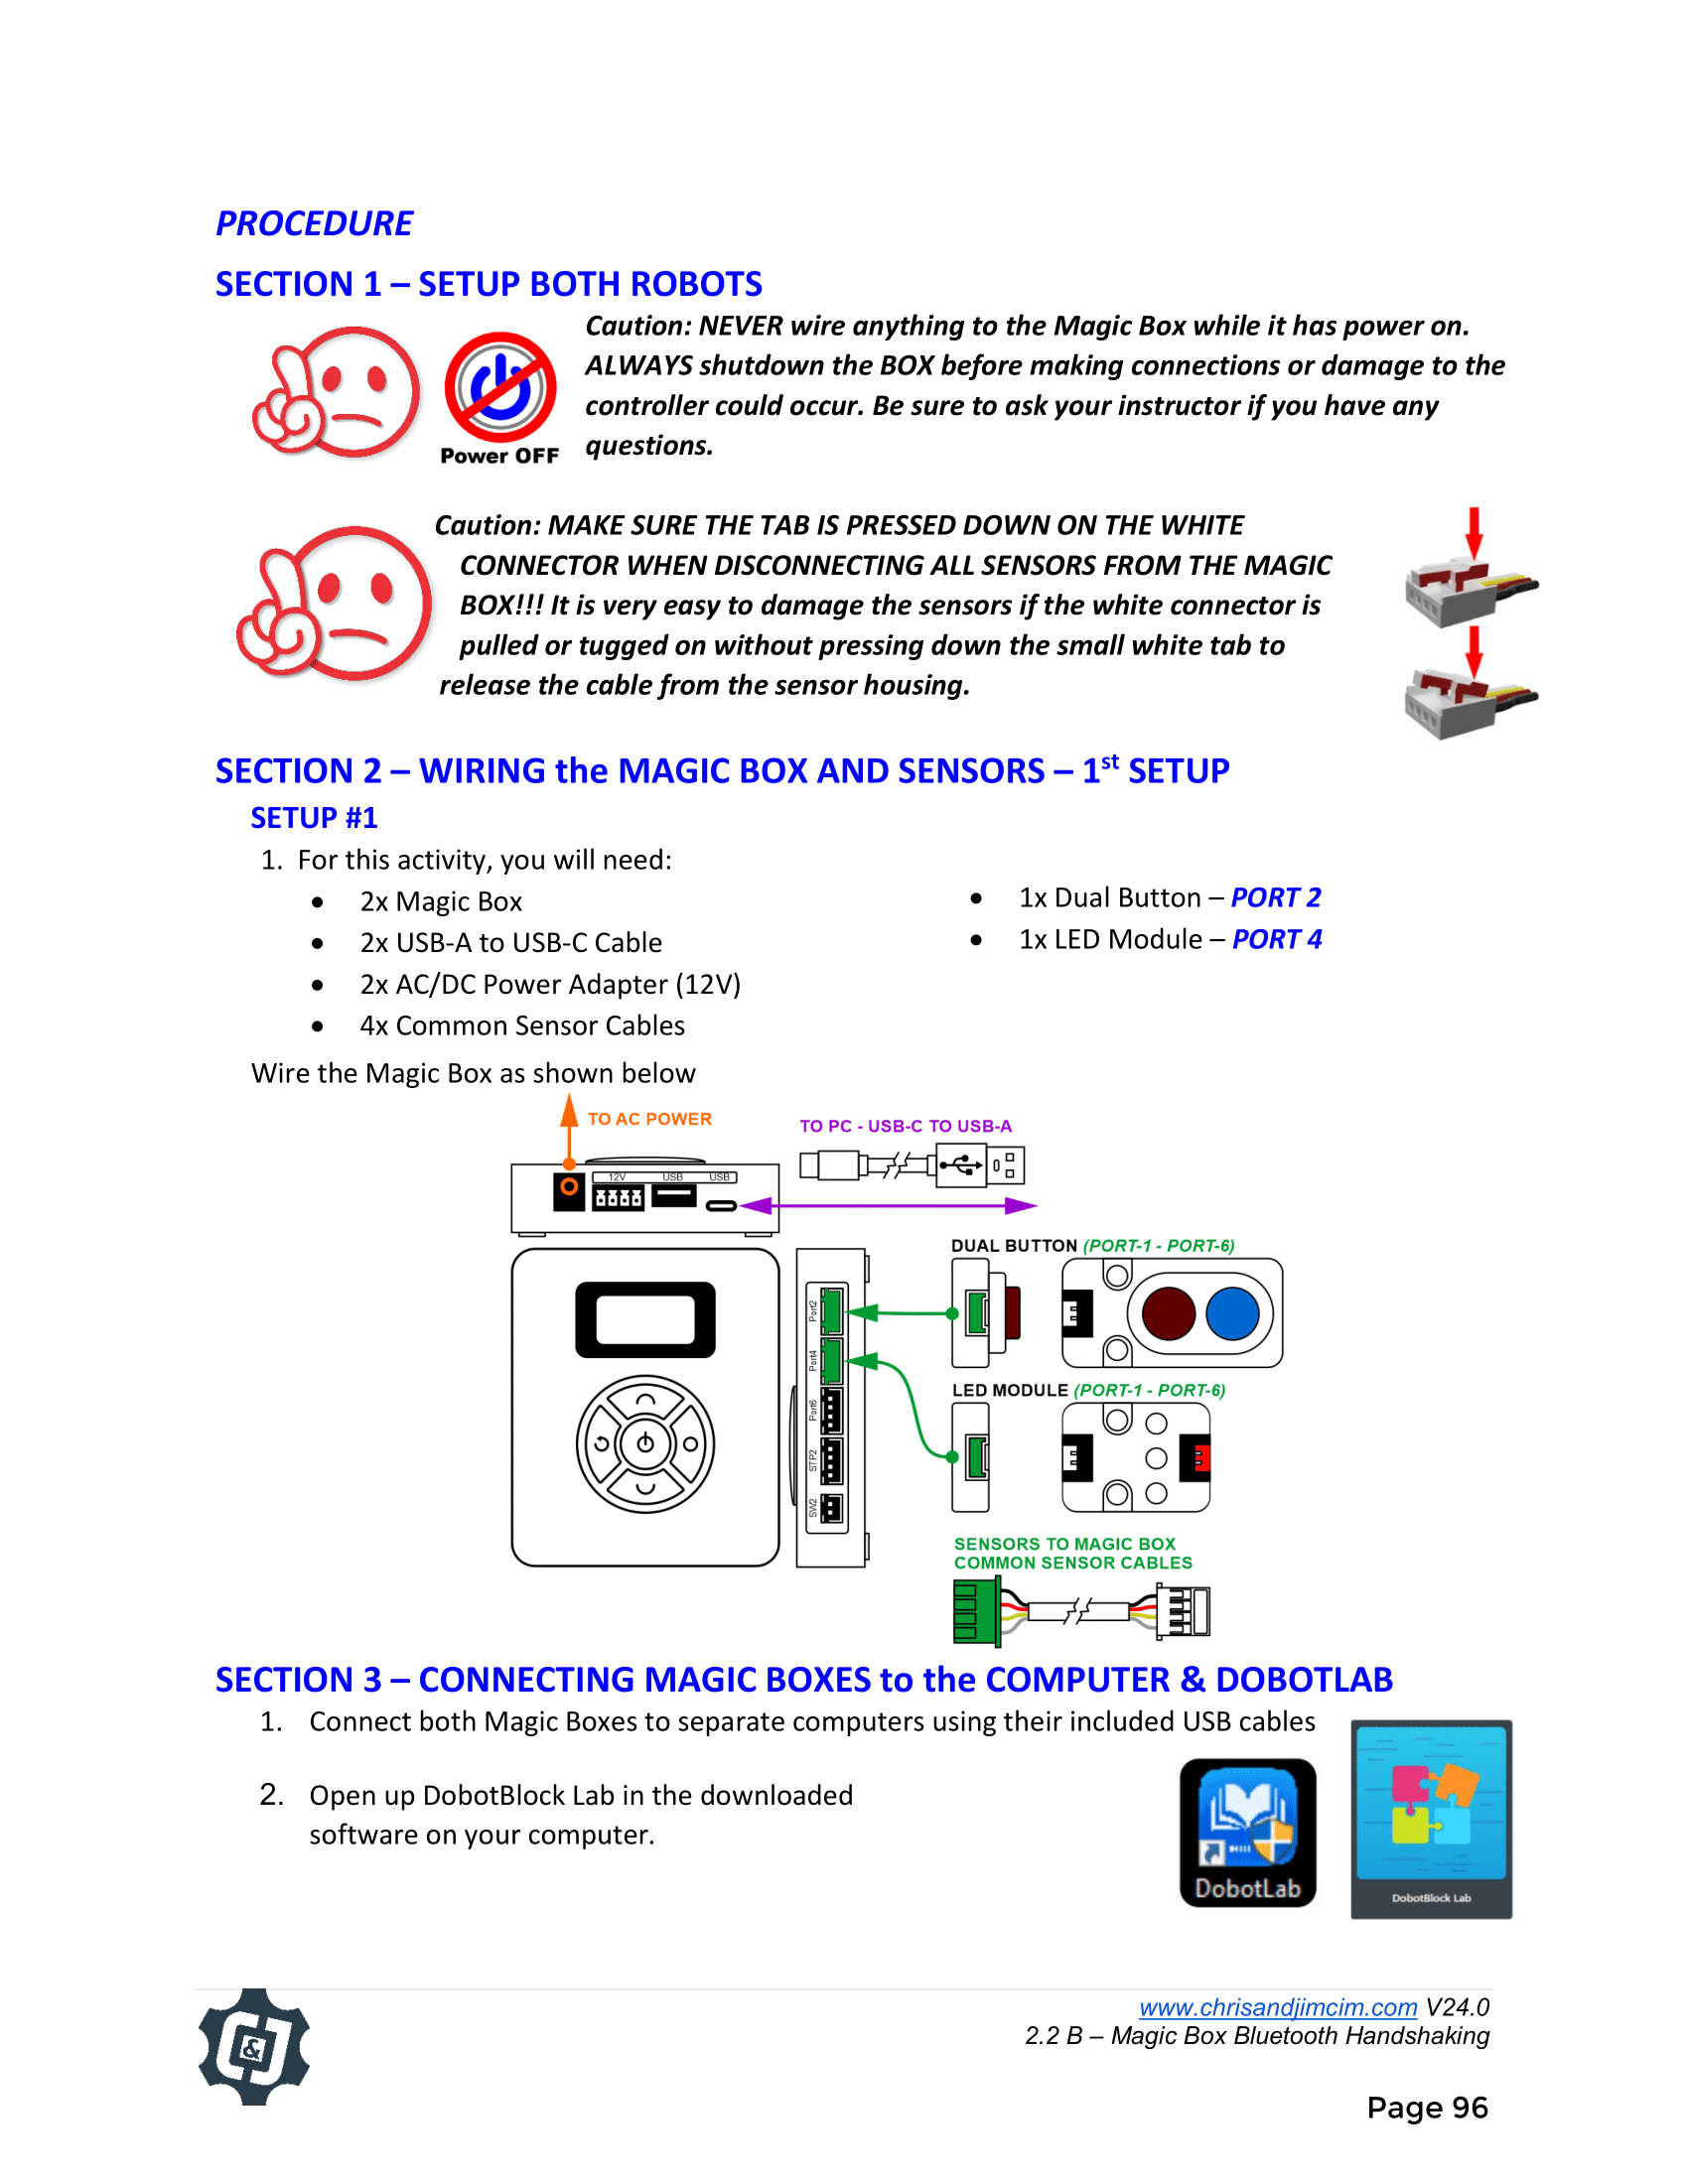 PROCEDURE
SECTION 1 – SETUP BOTH ROBOTS
Caution: NEVER wire anything to the Magic Box while it has power on.
ALWAYS shutdown the BOX before making connections or damage to the
controller could occur. Be sure to ask your instructor if you have any
questions.
Power OFF
Caution: MAKE SURE THE TAB IS PRESSED DOWN ON THE WHITE
CONNECTOR WHEN DISCONNECTING ALL SENSORS FROM THE MAGIC
BOX!!! It is very easy to damage the sensors if the white connector is
pulled or tugged on without pressing down the small white tab to
release the cable from the sensor housing.
SECTION 2 – WIRING the MAGIC BOX AND SENSORS – 1st SETUP
SETUP #1
1. For this activity, you will need:
• 2x Magic Box
• 2x USB-A to USB-C Cable
• 2x AC/DC Power Adapter (12V)
• 4x Common Sensor Cables
• 1x Dual Button – PORT 2
• 1x LED Module – PORT 4
Wire the Magic Box as shown below
TO AC POWER
TO PC - USB-C TO USB-A
12V USB USB
DUAL BUTTON (PORT-1 - PORT-6)
Port2
Port4
Port6
STP2
SW2
LED MODULE (PORT-1 - PORT-6)
SENSORS TO MAGIC BOX
COMMON SENSOR CABLES
SECTION 3 – CONNECTING MAGIC BOXES to the COMPUTER & DOBOTLAB
1. Connect both Magic Boxes to separate computers using their included USB cables
2. Open up DobotBlock Lab in the downloaded
software on your computer.
DobotLab
DobotBlock Lab
www.chrisandjimcim.com V24.0
2.2 B – Magic Box Bluetooth Handshaking
C&J
Page 96